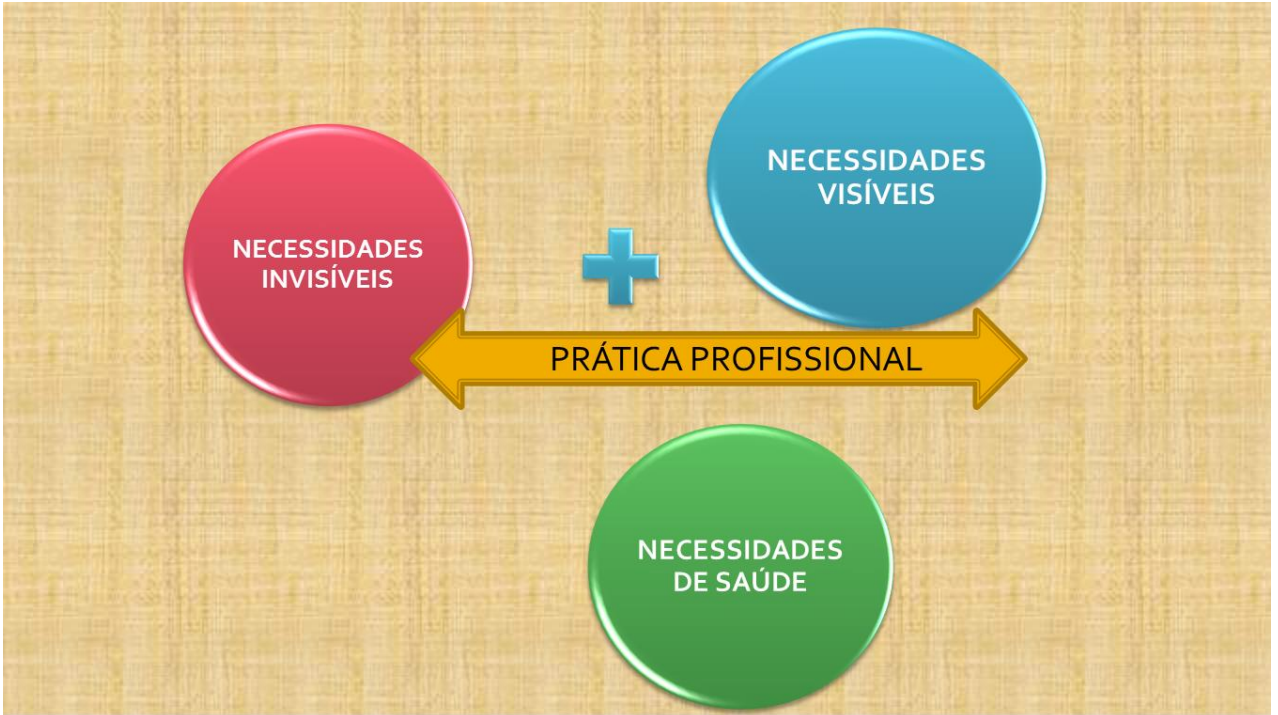 NECESSIDADES
VISÍVEIS
NECESSIDADES
INVISÍVEIS
PRÁTICA PROFISSIONAL
NECESSIDADES
DE SAÚDE